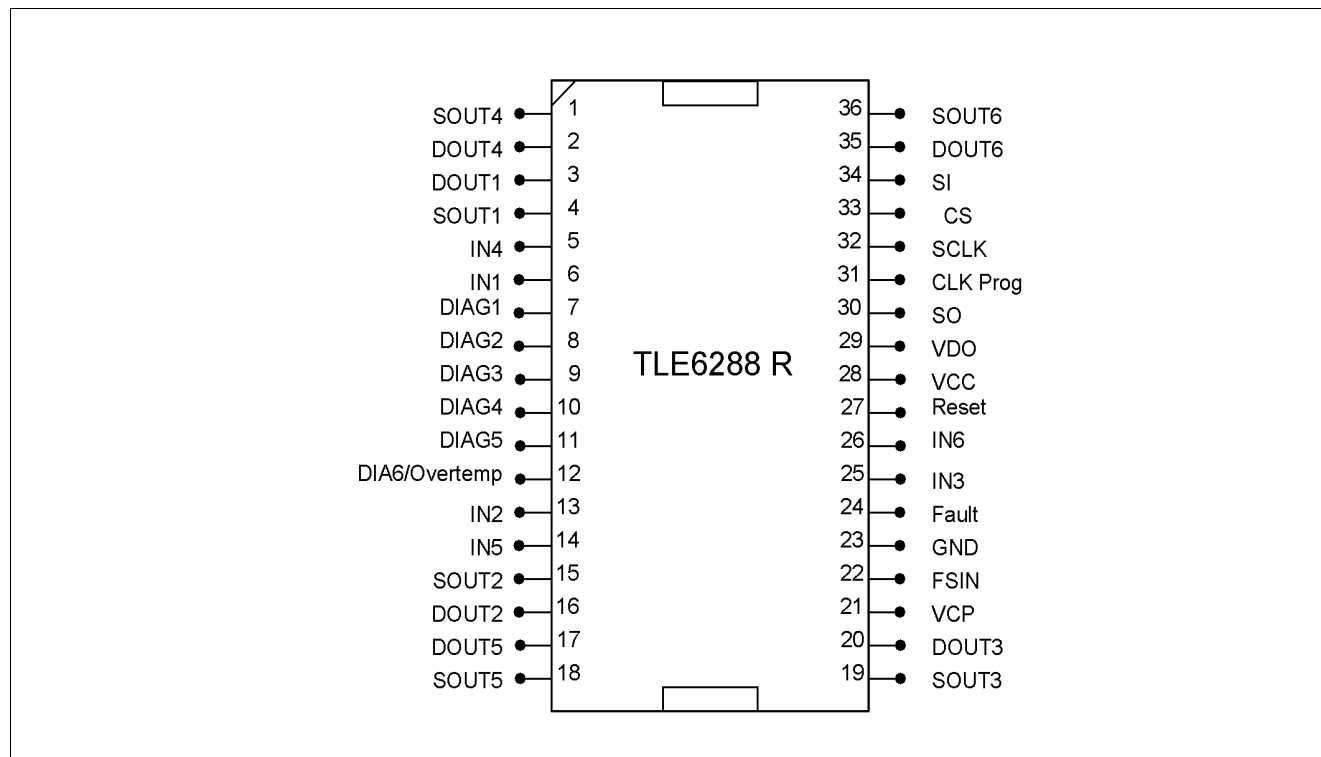 SOUT4 1 36 SOUT6
DOUT4 2 35 DOUT6
DOUT1 3 34 SI
SOUT1 4 33 CS
IN4 5 32 SCLK
IN1 6 31 CLK Prog
DIAG1 7 30 SO
DIAG2 8 29 VDO
TLE6288 R
DIAG3 9 28 VCC
DIAG4 10 27 Reset
DIAG5 11 26 IN6
DIA6/Overtemp 12 25 IN3
IN2 13 24 Fault
IN5 14 23 GND
SOUT2 15 22 FSIN
DOUT2 16 21 VCP
DOUT5 17 20 DOUT3
SOUT5 18 19 SOUT3